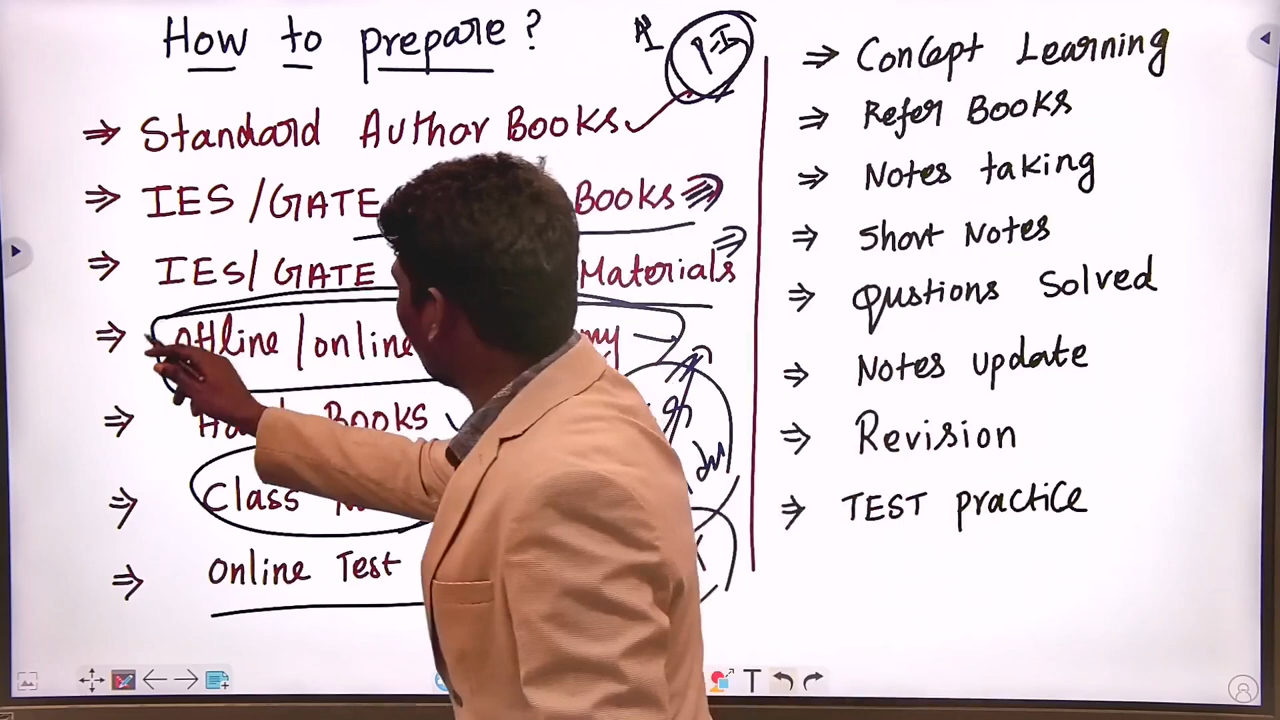 How to prepare?
P-I
⇒ Standard Author Books
⇒ IES /GATE Books
⇒ IES/ GATE Materials
⇒ offline /online
⇒ Books
⇒ Class
⇒ Online Test
⇒ Concept Learning
⇒ Refer Books
⇒ Notes taking
⇒ Short Notes
⇒ Qustions Solved
⇒ Notes update
⇒ Revision
⇒ TEST practice
T